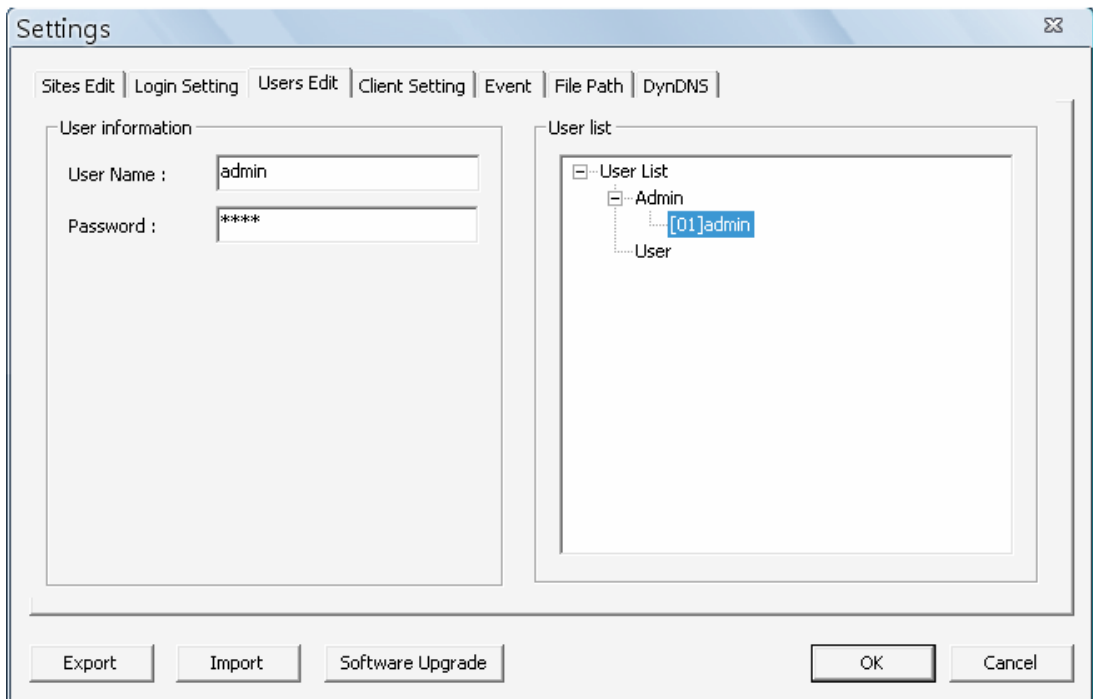 Settings
Sites Edit Login Setting Users Edit Client Setting Event File Path DynDNS
User information
User Name : admin
Password : ****
User list
User List
Admin
[01]admin
User
Export Import Software Upgrade OK Cancel